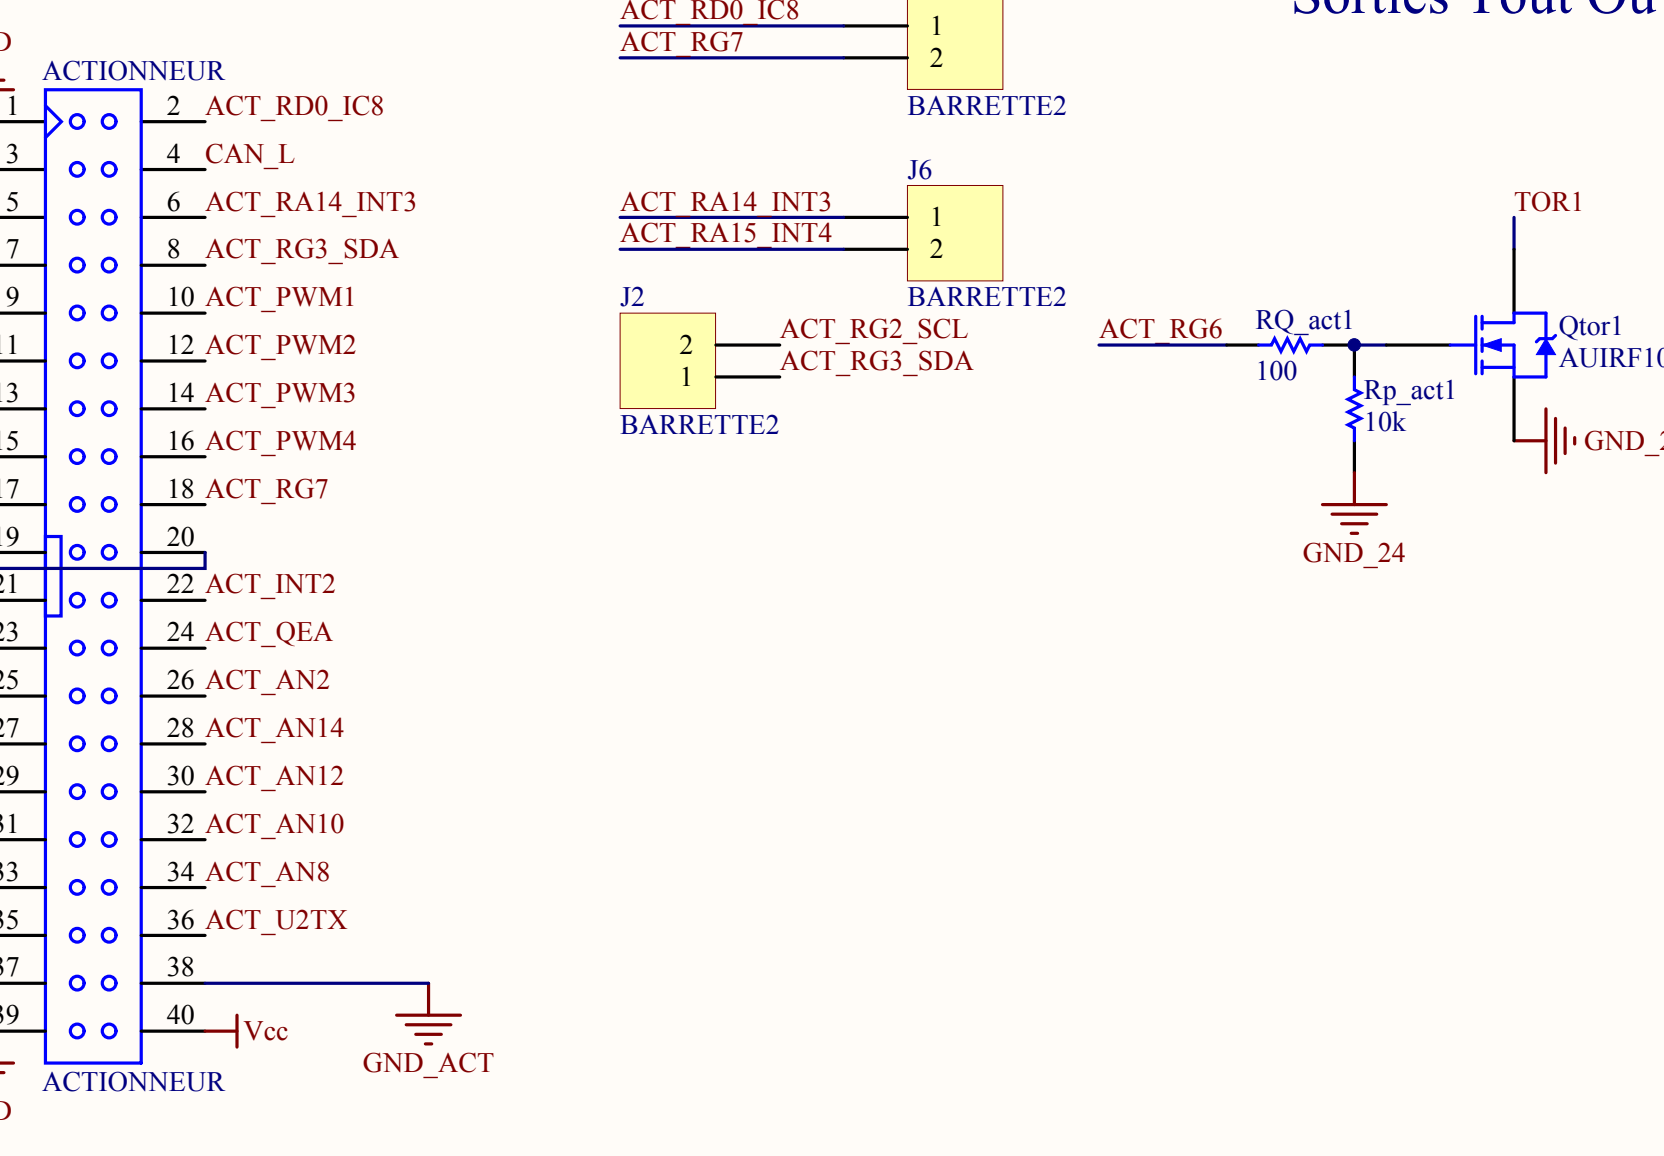 Sorties Tout Ou
ACT_RD0_IC8
1
ACT_RG7
2
BARRETTE2
ACTIONNEUR
1
2 ACT_RD0_IC8
3
4 CAN_L
5
6 ACT_RA14_INT3
7
8 ACT_RG3_SDA
9
10 ACT_PWM1
11
12 ACT_PWM2
13
14 ACT_PWM3
15
16 ACT_PWM4
17
18 ACT_RG7
19
20
21
22 ACT_INT2
23
24 ACT_QEA
25
26 ACT_AN2
27
28 ACT_AN14
29
30 ACT_AN12
31
32 ACT_AN10
33
34 ACT_AN8
35
36 ACT_U2TX
37
38
39
40
Vcc
GND_ACT
ACTIONNEUR
J6
ACT_RA14_INT3
1
ACT_RA15_INT4
2
BARRETTE2
J2
2
ACT_RG2_SCL
1
ACT_RG3_SDA
BARRETTE2
TOR1
ACT_RG6
RQ_act1
100
Qtor1
AUIRF10
Rp_act1
10k
GND_2
GND_24